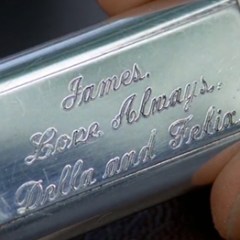 James,
Love Always,
Della and Felix